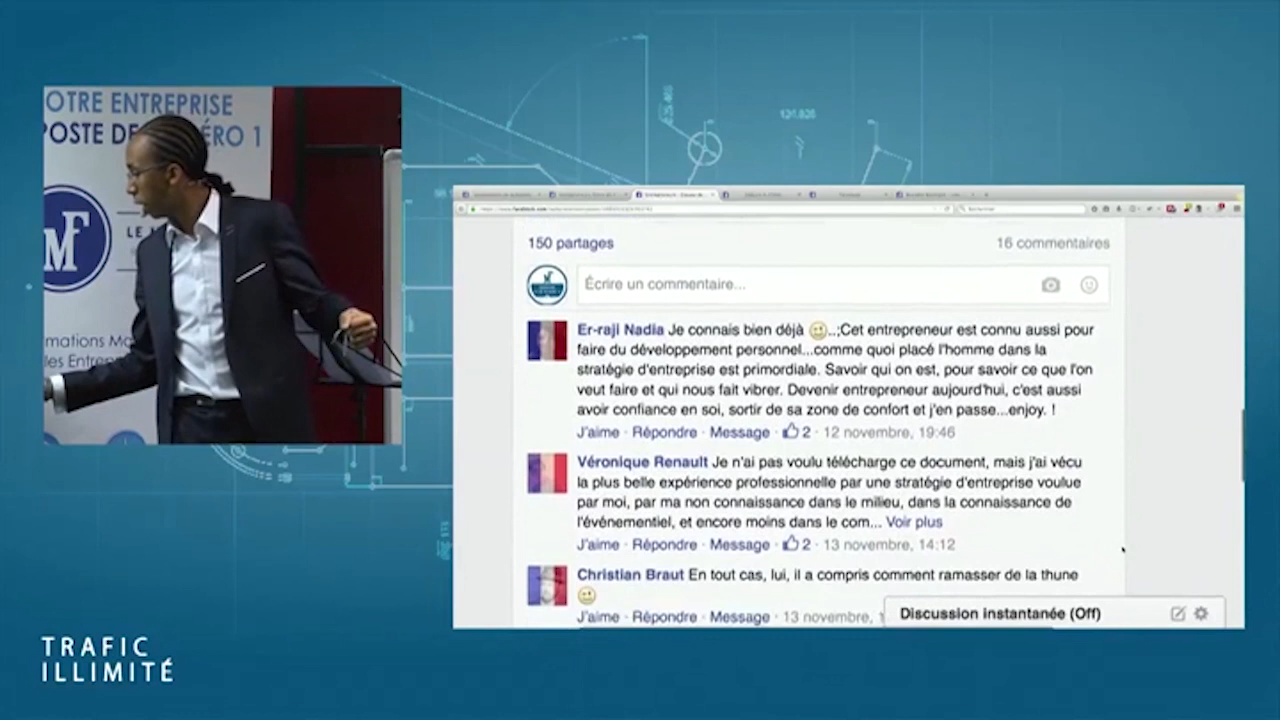 OTRE ENTREPRISE
POSTE DE
ÉRO 1
MF
LE
mations Ma
les Entrep
150 partages
16 commentaires
Écrire un commentaire...
Er-raji Nadia Je connais bien déjà ..;Cet entrepreneur est connu aussi pour
faire du développement personnel...comme quoi placé l'homme dans la
stratégie d'entreprise est primordiale. Savoir qui on est, pour savoir ce que l'on
veut faire et qui nous fait vibrer. Devenir entrepreneur aujourd'hui, c'est aussi
avoir confiance en soi, sortir de sa zone de confort et j'en passe...enjoy. !
J'aime · Répondre · Message · 2 · 12 novembre, 19:46
Véronique Renault Je n'ai pas voulu télécharge ce document, mais j'ai vécu
la plus belle expérience professionnelle par une stratégie d'entreprise voulue
par moi, par ma non connaissance dans le milieu, dans la connaissance de
l'événementiel, et encore moins dans le com... Voir plus
J'aime · Répondre · Message · 2 · 13 novembre, 14:12
Christian Braut En tout cas, lui, il a compris comment ramasser de la thune
J'aime · Répondre · Message · 13 novembre, 1
Discussion instantanée (Off)
TRAFIC
ILLIMITÉ